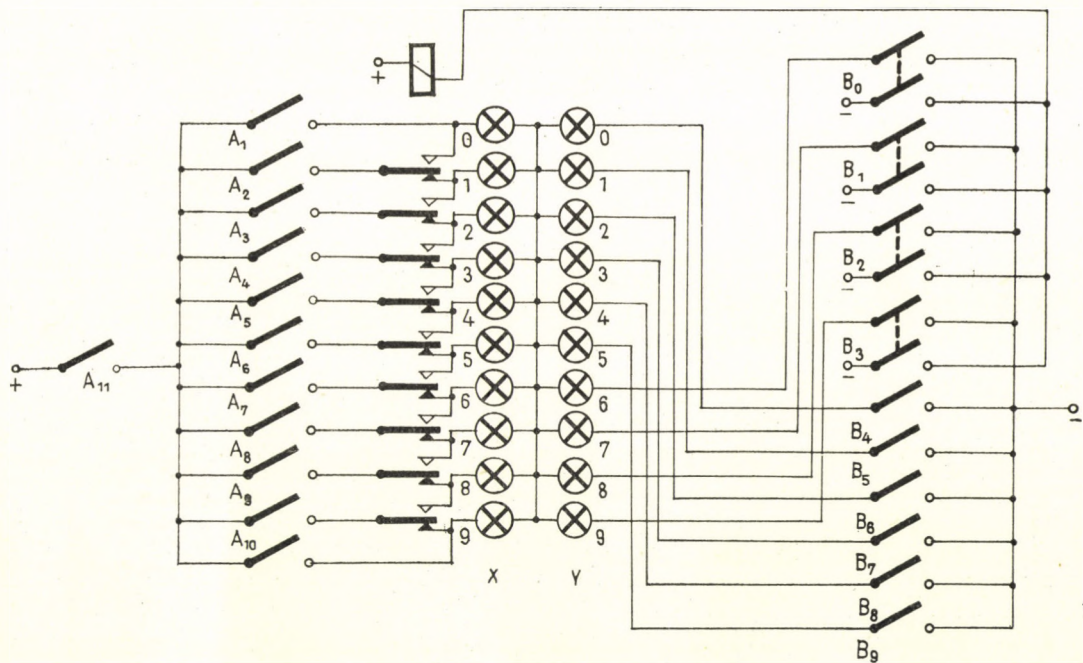 +
A₁
A₂
A₃
A₄
A₅
A₆
A₇
A₈
A₉
A₁₀
+
A₁₁
0
1
2
3
4
5
6
7
8
9
X
0
1
2
3
4
5
6
7
8
9
Y
B₀
−
B₁
−
B₂
−
B₃
−
B₄
B₅
B₆
B₇
B₈
B₉
−